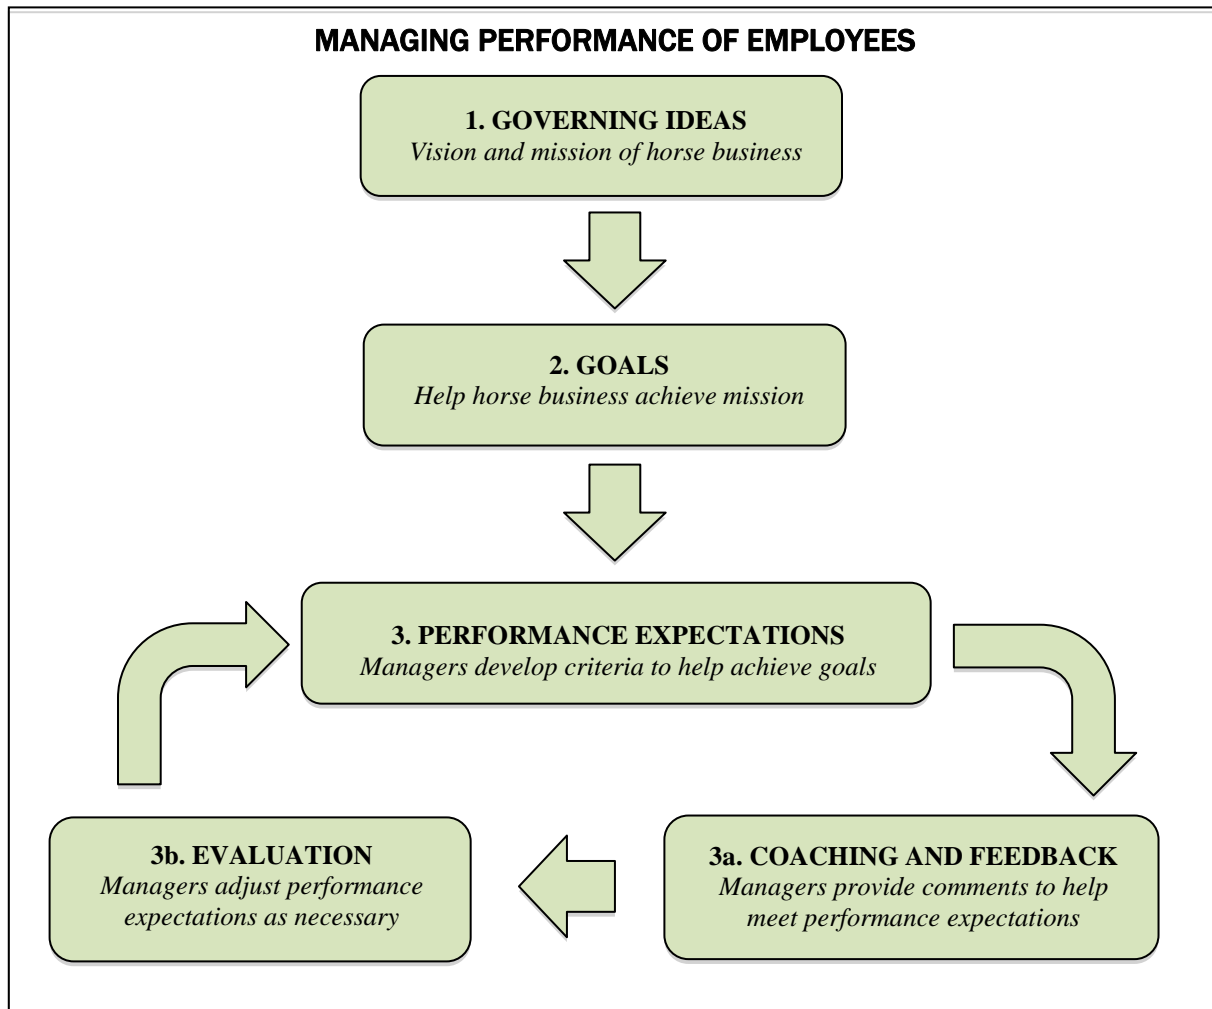 MANAGING PERFORMANCE OF EMPLOYEES
1. GOVERNING IDEAS
Vision and mission of horse business
2. GOALS
Help horse business achieve mission
3. PERFORMANCE EXPECTATIONS
Managers develop criteria to help achieve goals
3b. EVALUATION
Managers adjust performance
expectations as necessary
3a. COACHING AND FEEDBACK
Managers provide comments to help
meet performance expectations